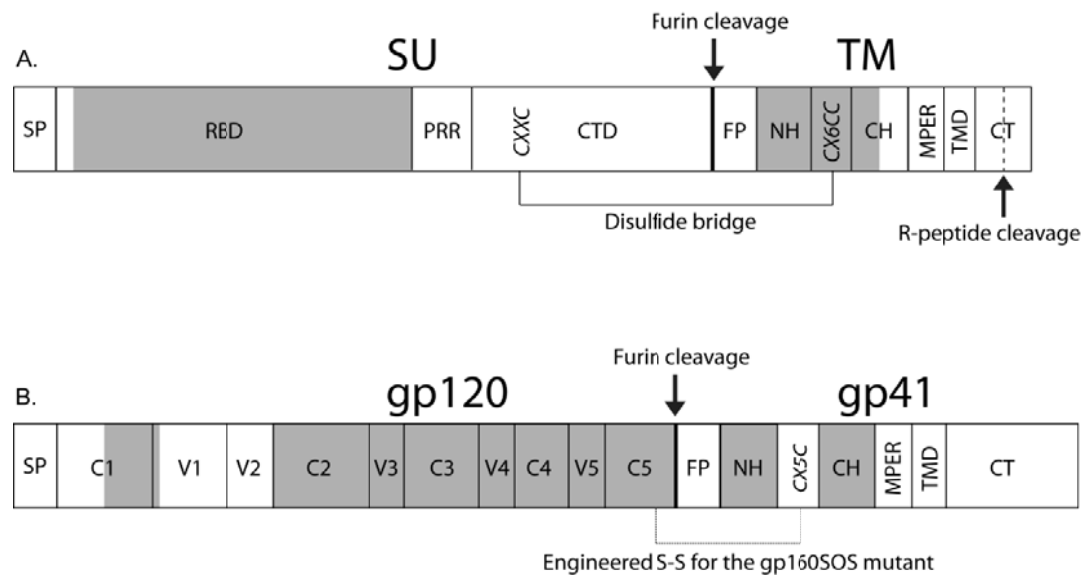 Furin cleavage
A. SU TM
SP RBD PRR CXXC CTD FP NH CX6CC CH MPER TMD CT
Disulfide bridge
R-peptide cleavage
Furin cleavage
B. gp120 gp41
SP C1 V1 V2 C2 V3 C3 V4 C4 V5 C5 FP NH CX5C CH MPER TMD CT
Engineered S-S for the gp160SOS mutant